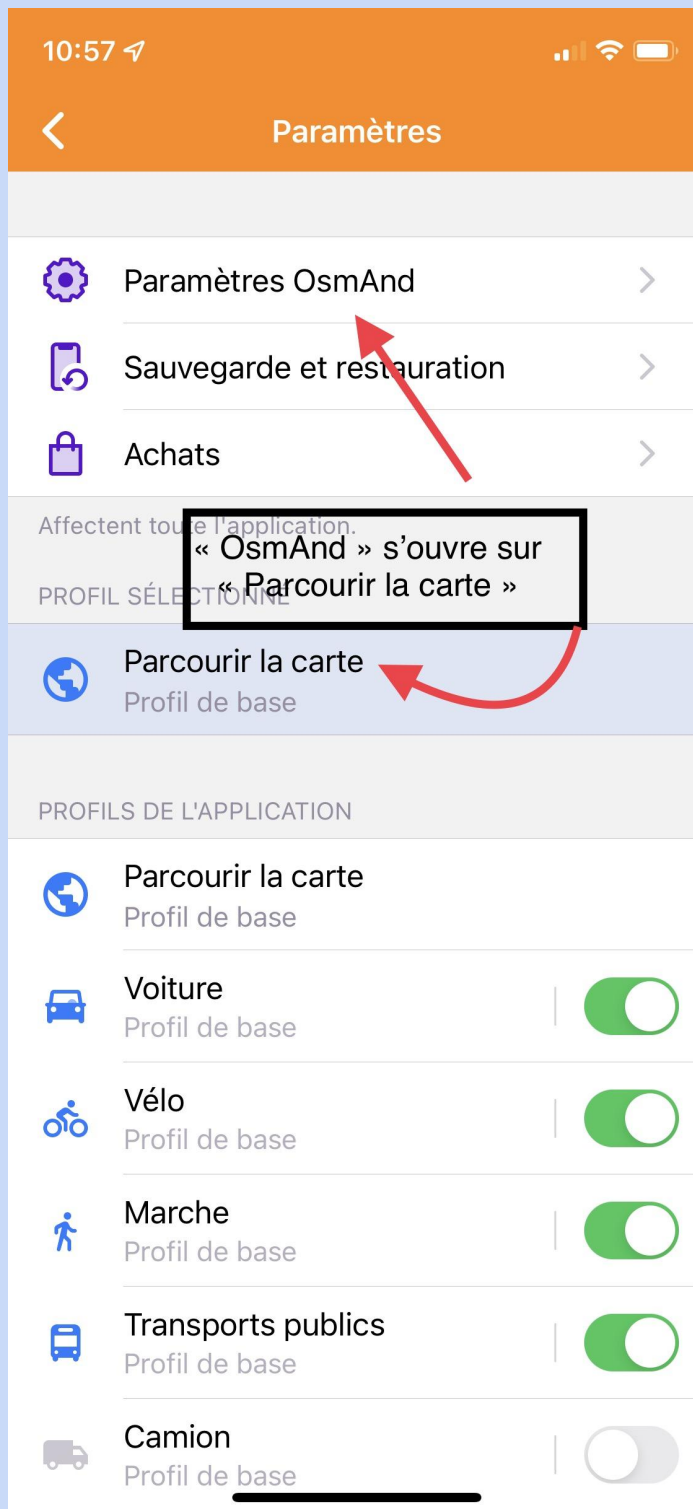 10:57
Paramètres
Paramètres OsmAnd
Sauvegarde et restauration
Achats
Affectent toute l'application.
« OsmAnd » s’ouvre sur
« Parcourir la carte »
PROFIL SÉLECTIONNÉ
Parcourir la carte
Profil de base
PROFILS DE L'APPLICATION
Parcourir la carte
Profil de base
Voiture
Profil de base
Vélo
Profil de base
Marche
Profil de base
Transports publics
Profil de base
Camion
Profil de base